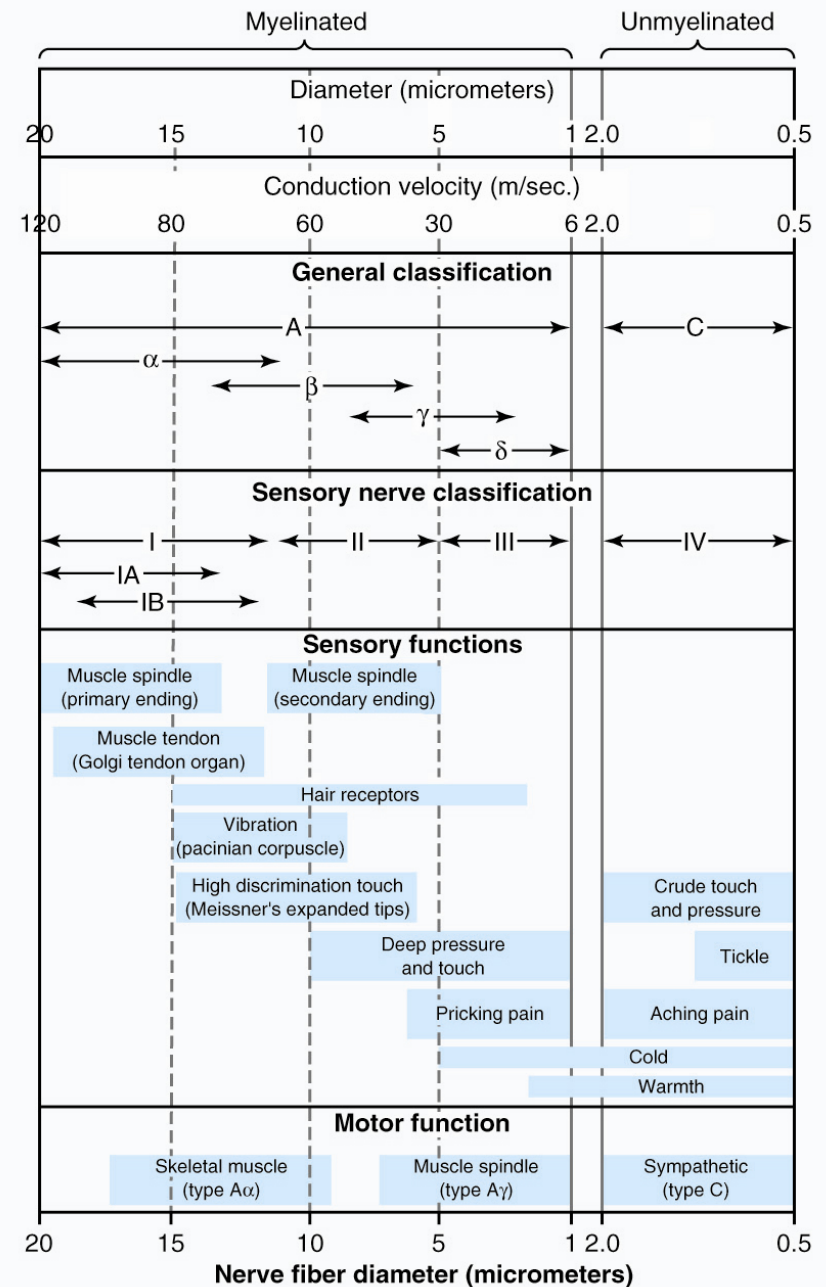 Myelinated Unmyelinated
Diameter (micrometers)
20 15 10 5 1 2.0 0.5
Conduction velocity (m/sec.)
120 80 60 30 6 2.0 0.5
General classification
A C
α
β
γ
δ
Sensory nerve classification
I II III IV
IA
IB
Sensory functions
Muscle spindle
(primary ending)
Muscle spindle
(secondary ending)
Muscle tendon
(Golgi tendon organ)
Hair receptors
Vibration
(pacinian corpuscle)
High discrimination touch
(Meissner's expanded tips)
Crude touch
and pressure
Deep pressure
and touch
Tickle
Pricking pain
Aching pain
Cold
Warmth
Motor function
Skeletal muscle
(type Aα)
Muscle spindle
(type Aγ)
Sympathetic
(type C)
20 15 10 5 1 2.0 0.5
Nerve fiber diameter (micrometers)